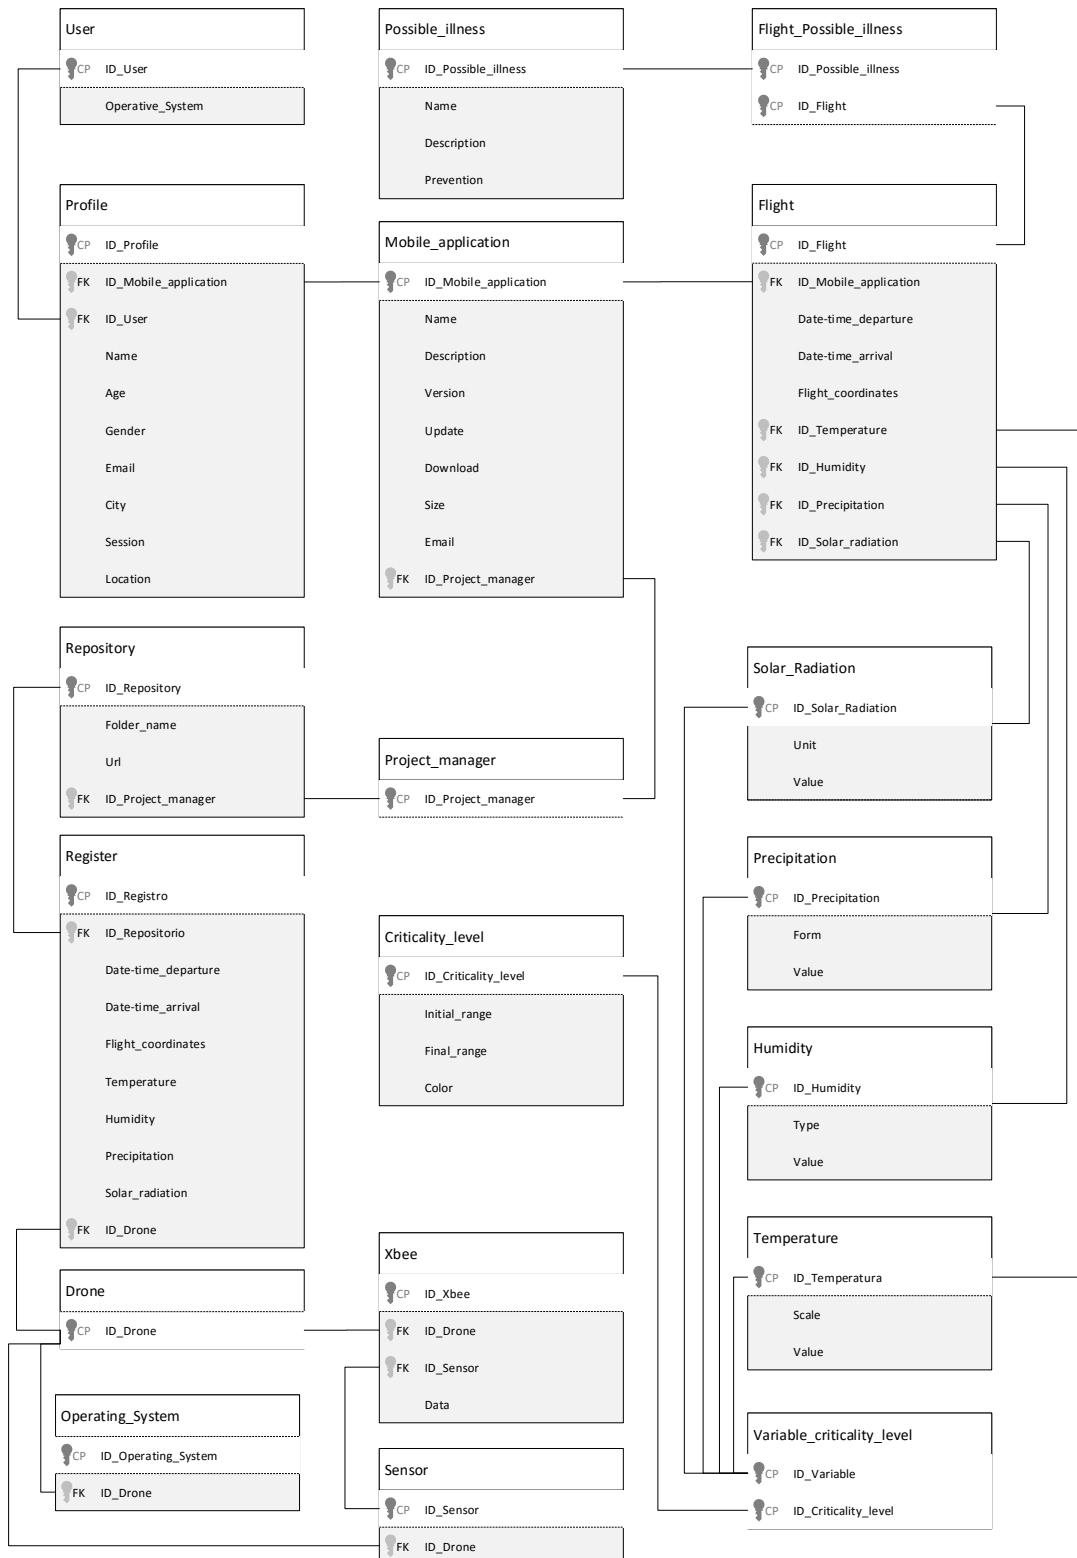 User
CP ID_User
Operative_System
Possible_illness
CP ID_Possible_illness
Name
Description
Prevention
Flight_Possible_illness
CP ID_Possible_illness
CP ID_Flight
Profile
CP ID_Profile
FK ID_Mobile_application
FK ID_User
Name
Age
Gender
Email
City
Session
Location
Mobile_application
CP ID_Mobile_application
Name
Description
Version
Update
Download
Size
Email
FK ID_Project_manager
Flight
CP ID_Flight
FK ID_Mobile_application
Date-time_departure
Date-time_arrival
Flight_coordinates
FK ID_Temperature
FK ID_Humidity
FK ID_Precipitation
FK ID_Solar_radiation
Repository
CP ID_Repository
Folder_name
Url
FK ID_Project_manager
Project_manager
CP ID_Project_manager
Solar_Radiation
CP ID_Solar_Radiation
Unit
Value
Register
CP ID_Registro
FK ID_Repositorio
Date-time_departure
Date-time_arrival
Flight_coordinates
Temperature
Humidity
Precipitation
Solar_radiation
FK ID_Drone
Criticality_level
CP ID_Criticality_level
Initial_range
Final_range
Color
Precipitation
CP ID_Precipitation
Form
Value
Humidity
CP ID_Humidity
Type
Value
Drone
CP ID_Drone
Xbee
CP ID_Xbee
FK ID_Drone
FK ID_Sensor
Data
Temperature
CP ID_Temperatura
Scale
Value
Operating_System
CP ID_Operating_System
FK ID_Drone
Sensor
CP ID_Sensor
FK ID_Drone
Variable_criticality_level
CP ID_Variable
CP ID_Criticality_level